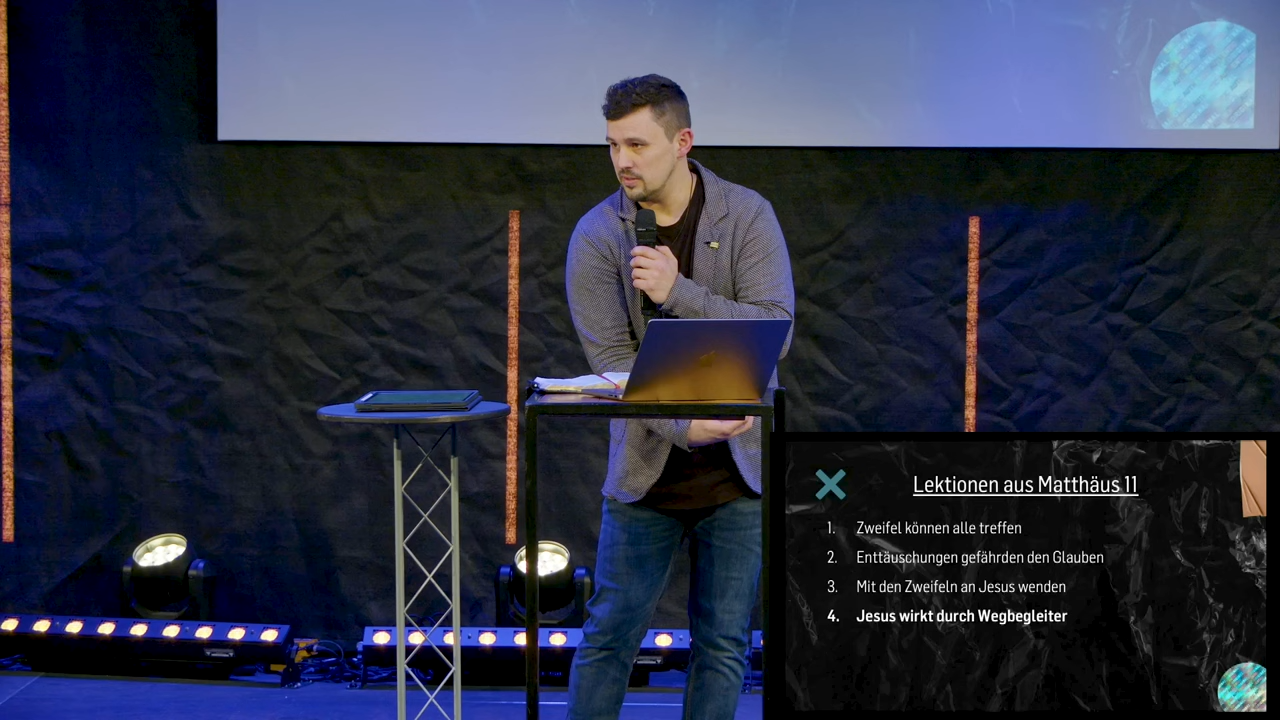 Lektionen aus Matthäus 11
1. Zweifel können alle treffen
2. Enttäuschungen gefährden den Glauben
3. Mit den Zweifeln an Jesus wenden
4. Jesus wirkt durch Wegbegleiter